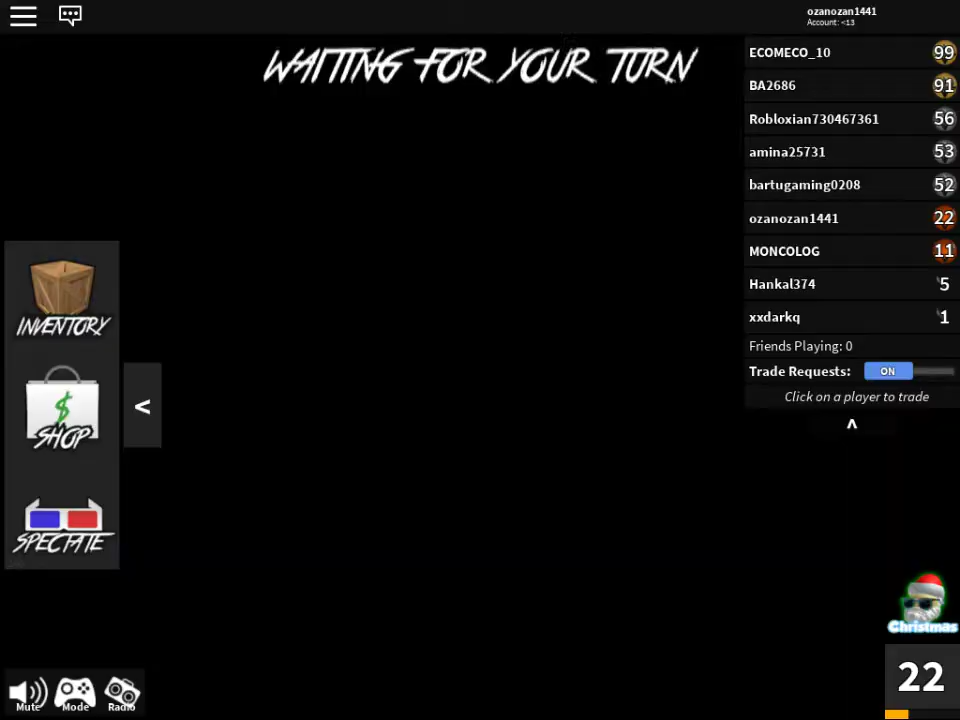 ozanozan1441
Account: <13
WAITING FOR YOUR TURN
ECOMECO_10 99
BA2686 91
Robloxian730467361 56
amina25731 53
bartugaming0208 52
ozanozan1441 22
MONCOLOG 11
Hankal374 5
xxdarkq 1
Friends Playing: 0
Trade Requests: ON
Click on a player to trade
^
INVENTORY
$
SHOP
<
SPECTATE
Christmas
22
Mute Mode Radio